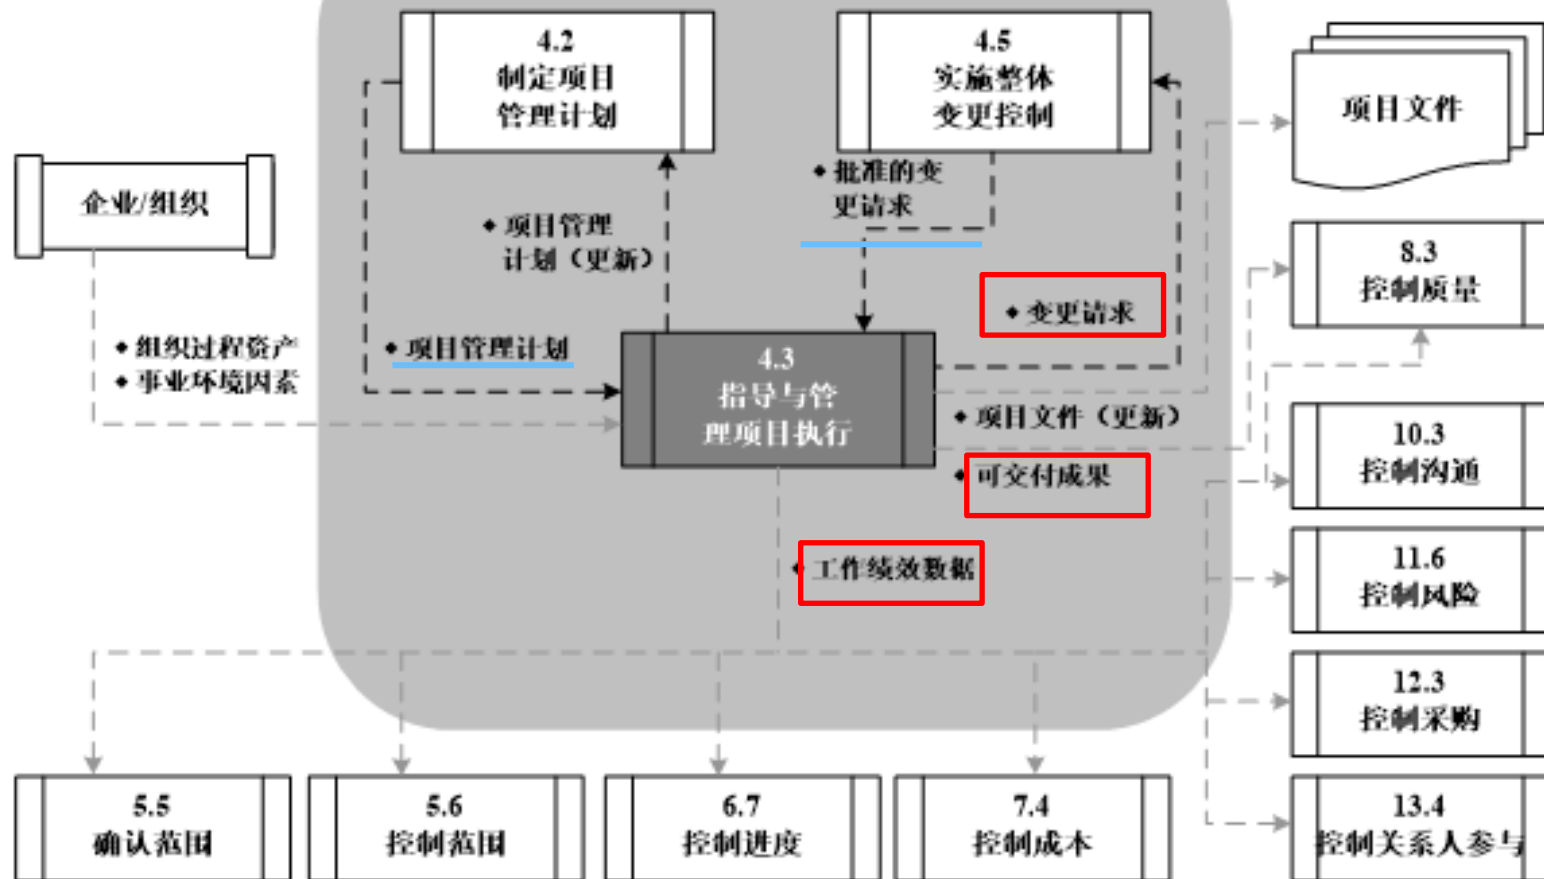 4.2
制定项目
管理计划
4.5
实施整体
变更控制
项目文件
企业/组织
◆ 批准的变
更请求
◆ 项目管理
计划（更新）
8.3
控制质量
◆ 变更请求
◆ 组织过程资产
◆ 事业环境因素
◆ 项目管理计划
4.3
指导与管
理项目执行
◆ 项目文件（更新）
◆ 可交付成果
10.3
控制沟通
◆ 工作绩效数据
11.6
控制风险
12.3
控制采购
5.5
确认范围
5.6
控制范围
6.7
控制进度
7.4
控制成本
13.4
控制关系人参与